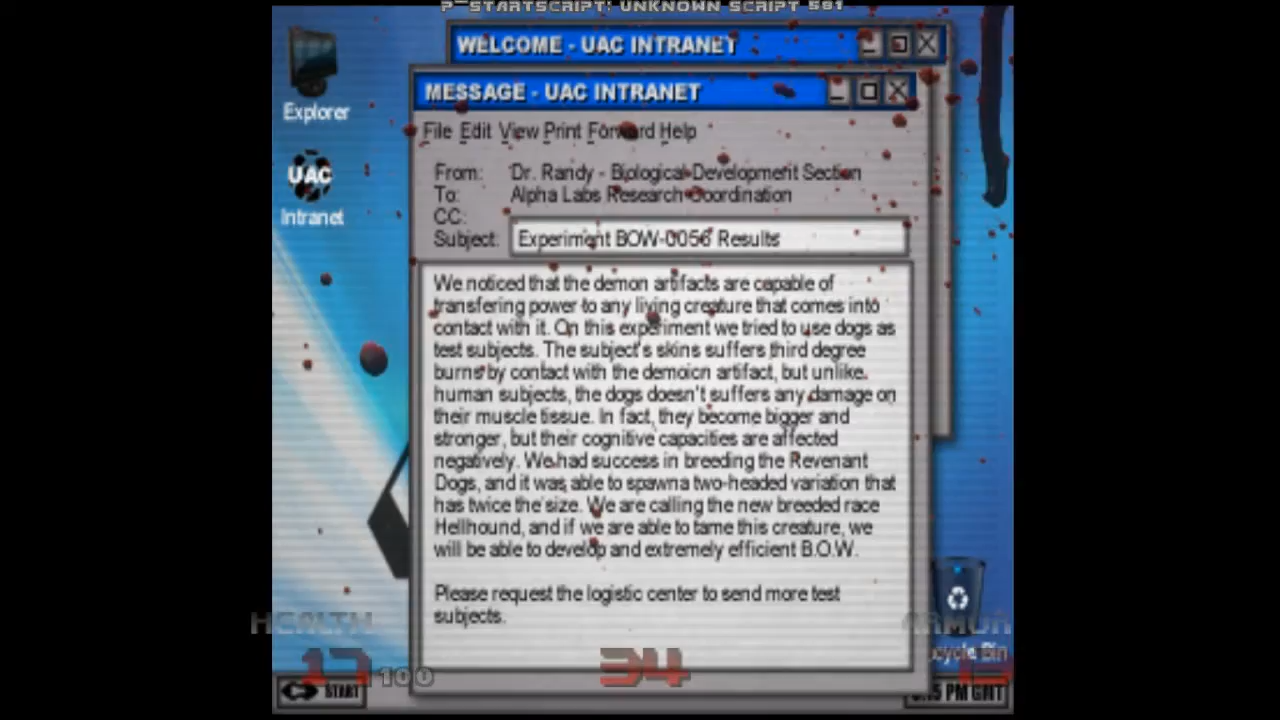 P_STARTSCRIPT: UNKNOWN SCRIPT 581
WELCOME - UAC INTRANET
MESSAGE - UAC INTRANET
Explorer
File Edit View Print Forward Help
UAC
Intranet
From: Dr. Randy - Biological Development Section
To: Alpha Labs Research Coordination
CC:
Subject: Experiment BOW-0056 Results
We noticed that the demon artifacts are capable of
transfering power to any living creature that comes into
contact with it. On this experiment we tried to use dogs as
test subjects. The subject's skins suffers third degree
burns by contact with the demoicn artifact, but unlike
human subjects, the dogs doesn't suffers any damage on
their muscle tissue. In fact, they become bigger and
stronger, but their cognitive capacities are affected
negatively. We had success in breeding the Revenant
Dogs, and it was able to spawna two-headed variation that
has twice the size. We are calling the new breeded race
Hellhound, and if we are able to tame this creature, we
will be able to develop and extremely efficient B.O.W.
Please request the logistic center to send more test
subjects.
HEALTH
ARMOR
Bin
17 100
34
13
START
PM GMT